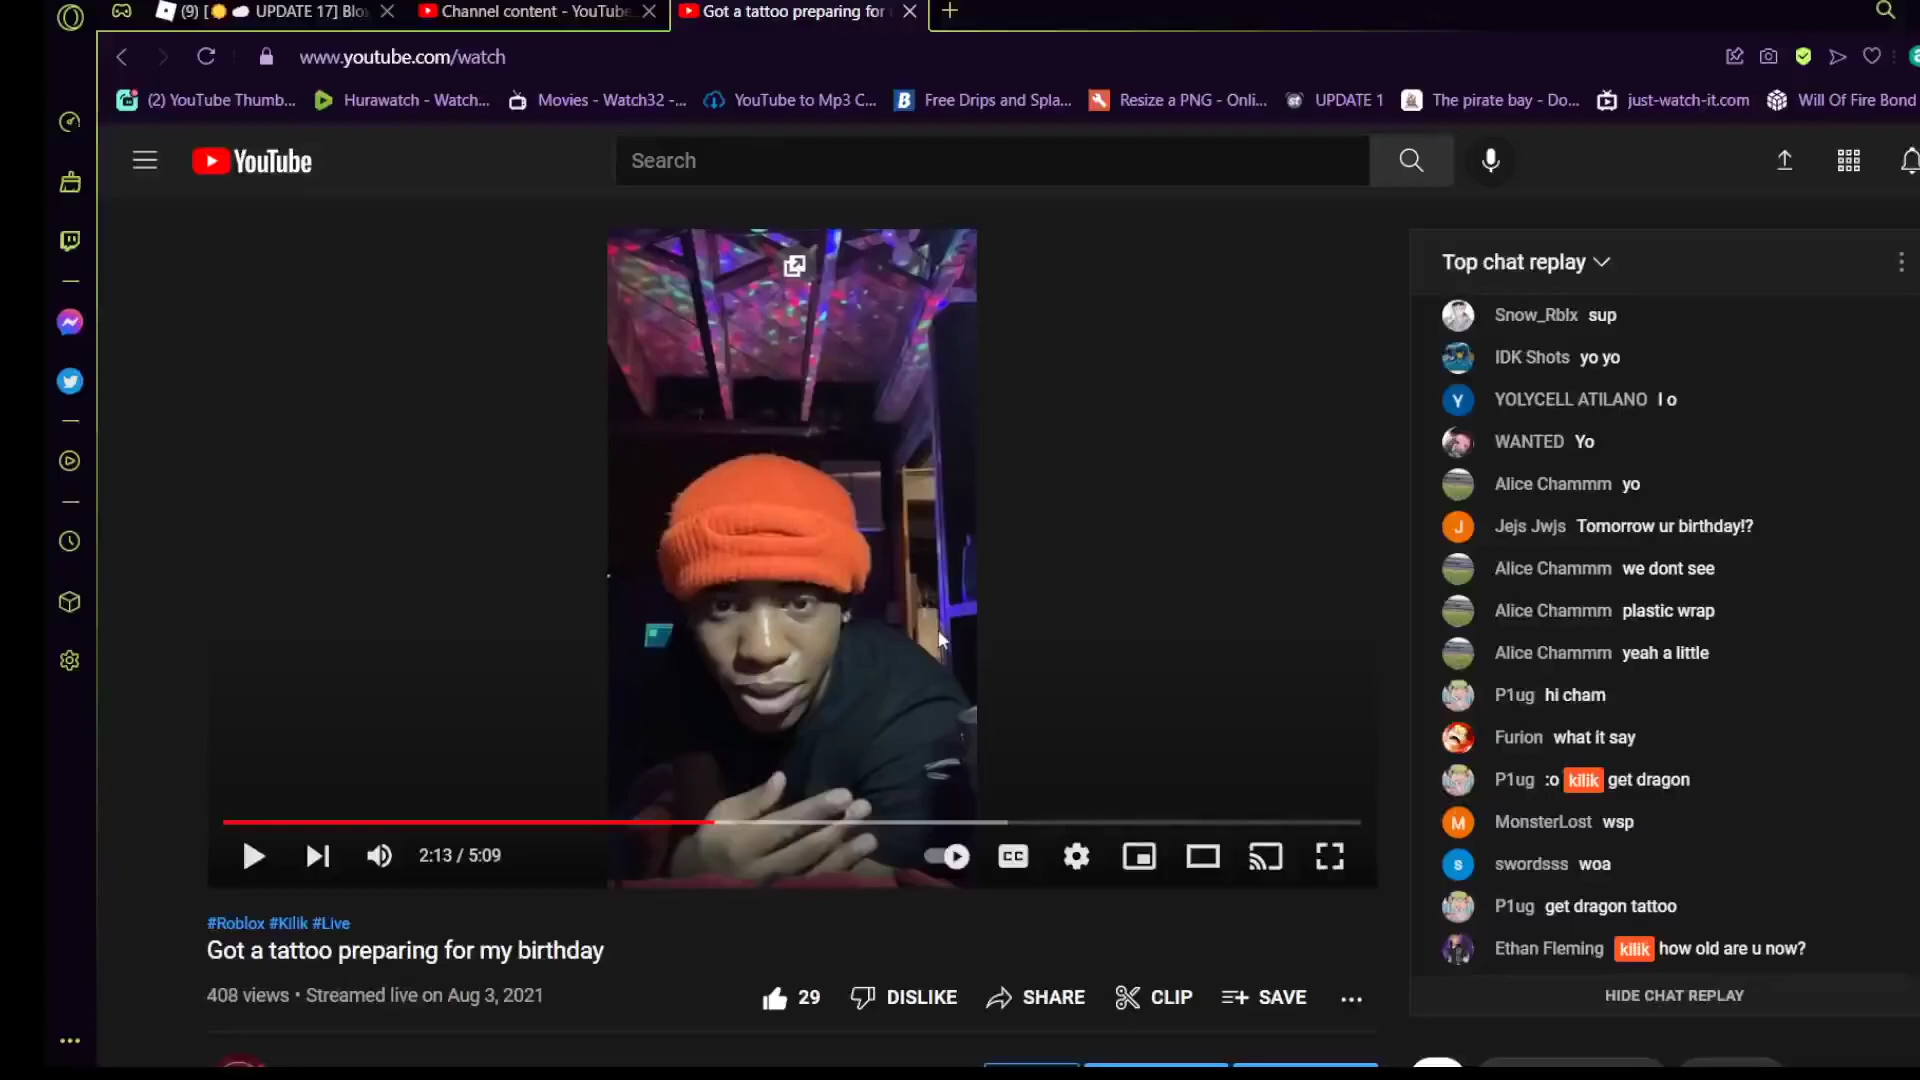 (9) [ UPDATE 17] Blo
Channel content - YouTube
Got a tattoo preparing for
www.youtube.com/watch
(2) YouTube Thumb...
Hurawatch - Watch...
Movies - Watch32 -...
YouTube to Mp3 C...
Free Drips and Spla...
Resize a PNG - Onli...
UPDATE 1
The pirate bay - Do...
just-watch-it.com
Will Of Fire Bond
YouTube
Search
Top chat replay
Snow_Rblx sup
IDK Shots yo yo
Y YOLYCELL ATILANO l o
WANTED Yo
Alice Chammm yo
J Jejs Jwjs Tomorrow ur birthday!?
Alice Chammm we dont see
Alice Chammm plastic wrap
Alice Chammm yeah a little
P1ug hi cham
Furion what it say
P1ug :o kilik get dragon
M MonsterLost wsp
s swordsss woa
P1ug get dragon tattoo
Ethan Fleming kilik how old are u now?
HIDE CHAT REPLAY
2:13 / 5:09
CC
#Roblox #Kilik #Live
Got a tattoo preparing for my birthday
408 views • Streamed live on Aug 3, 2021
29
DISLIKE
SHARE
CLIP
SAVE